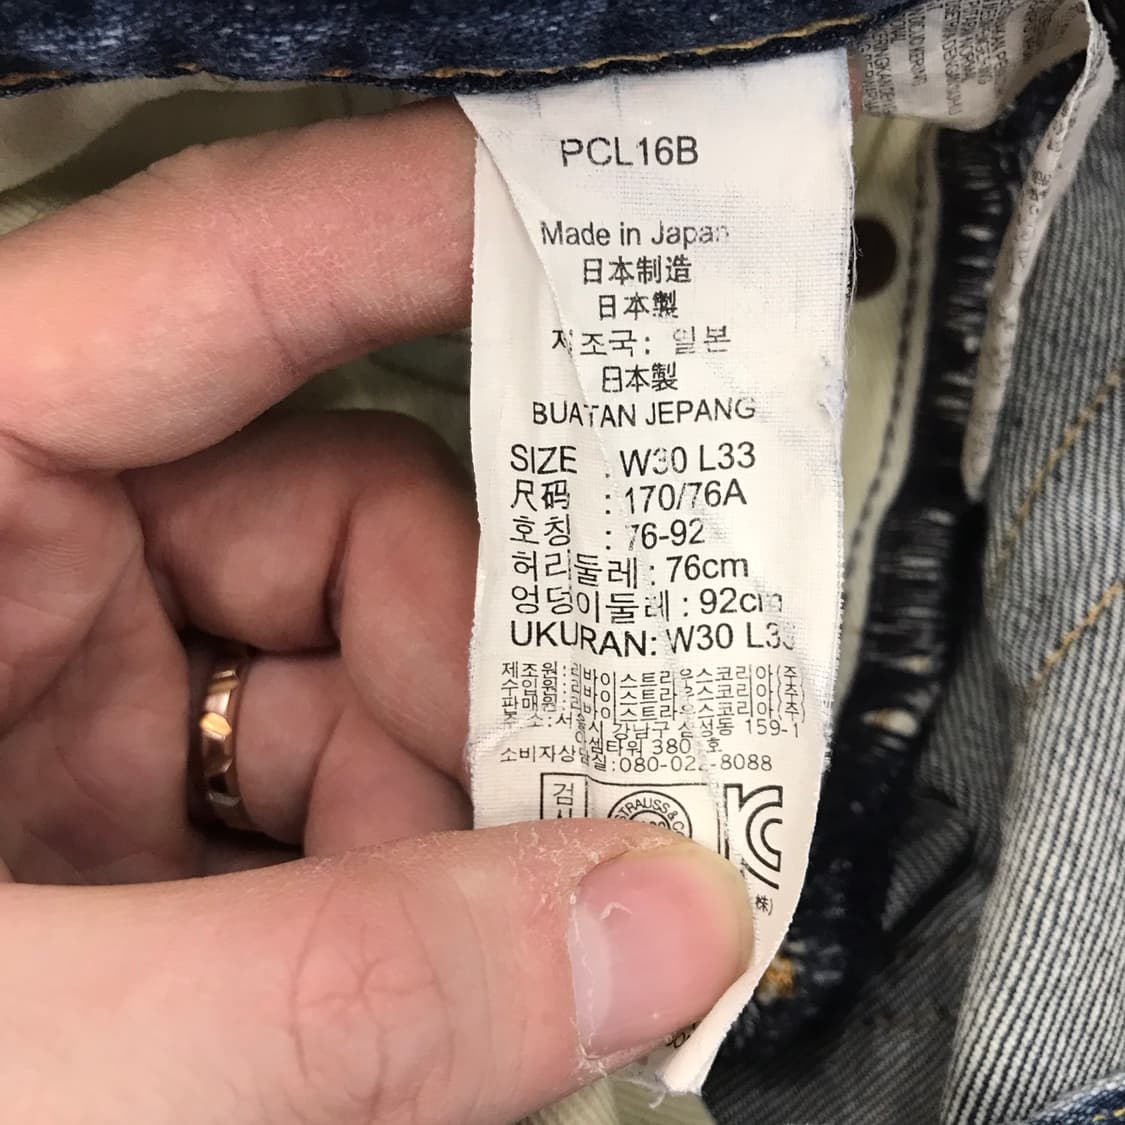 PCL16B
Made in Japan
日本制造
日本製
제조국: 일본
日本製
BUATAN JEPANG
SIZE : W30 L33
尺码 : 170/76A
호칭 : 76-92
허리둘레 : 76cm
엉덩이둘레 : 92cm
UKURAN: W30 L33
제조원:리바이스트라우스코리아(주)
수입원:리바이스트라우스코리아(주)
판매원:리바이스트라우스코리아(주)
주 소:서울시 강남구 삼성동 159-1
380 호
소비자상담실:080-022-8088
검
STRAUSS & CO
株)